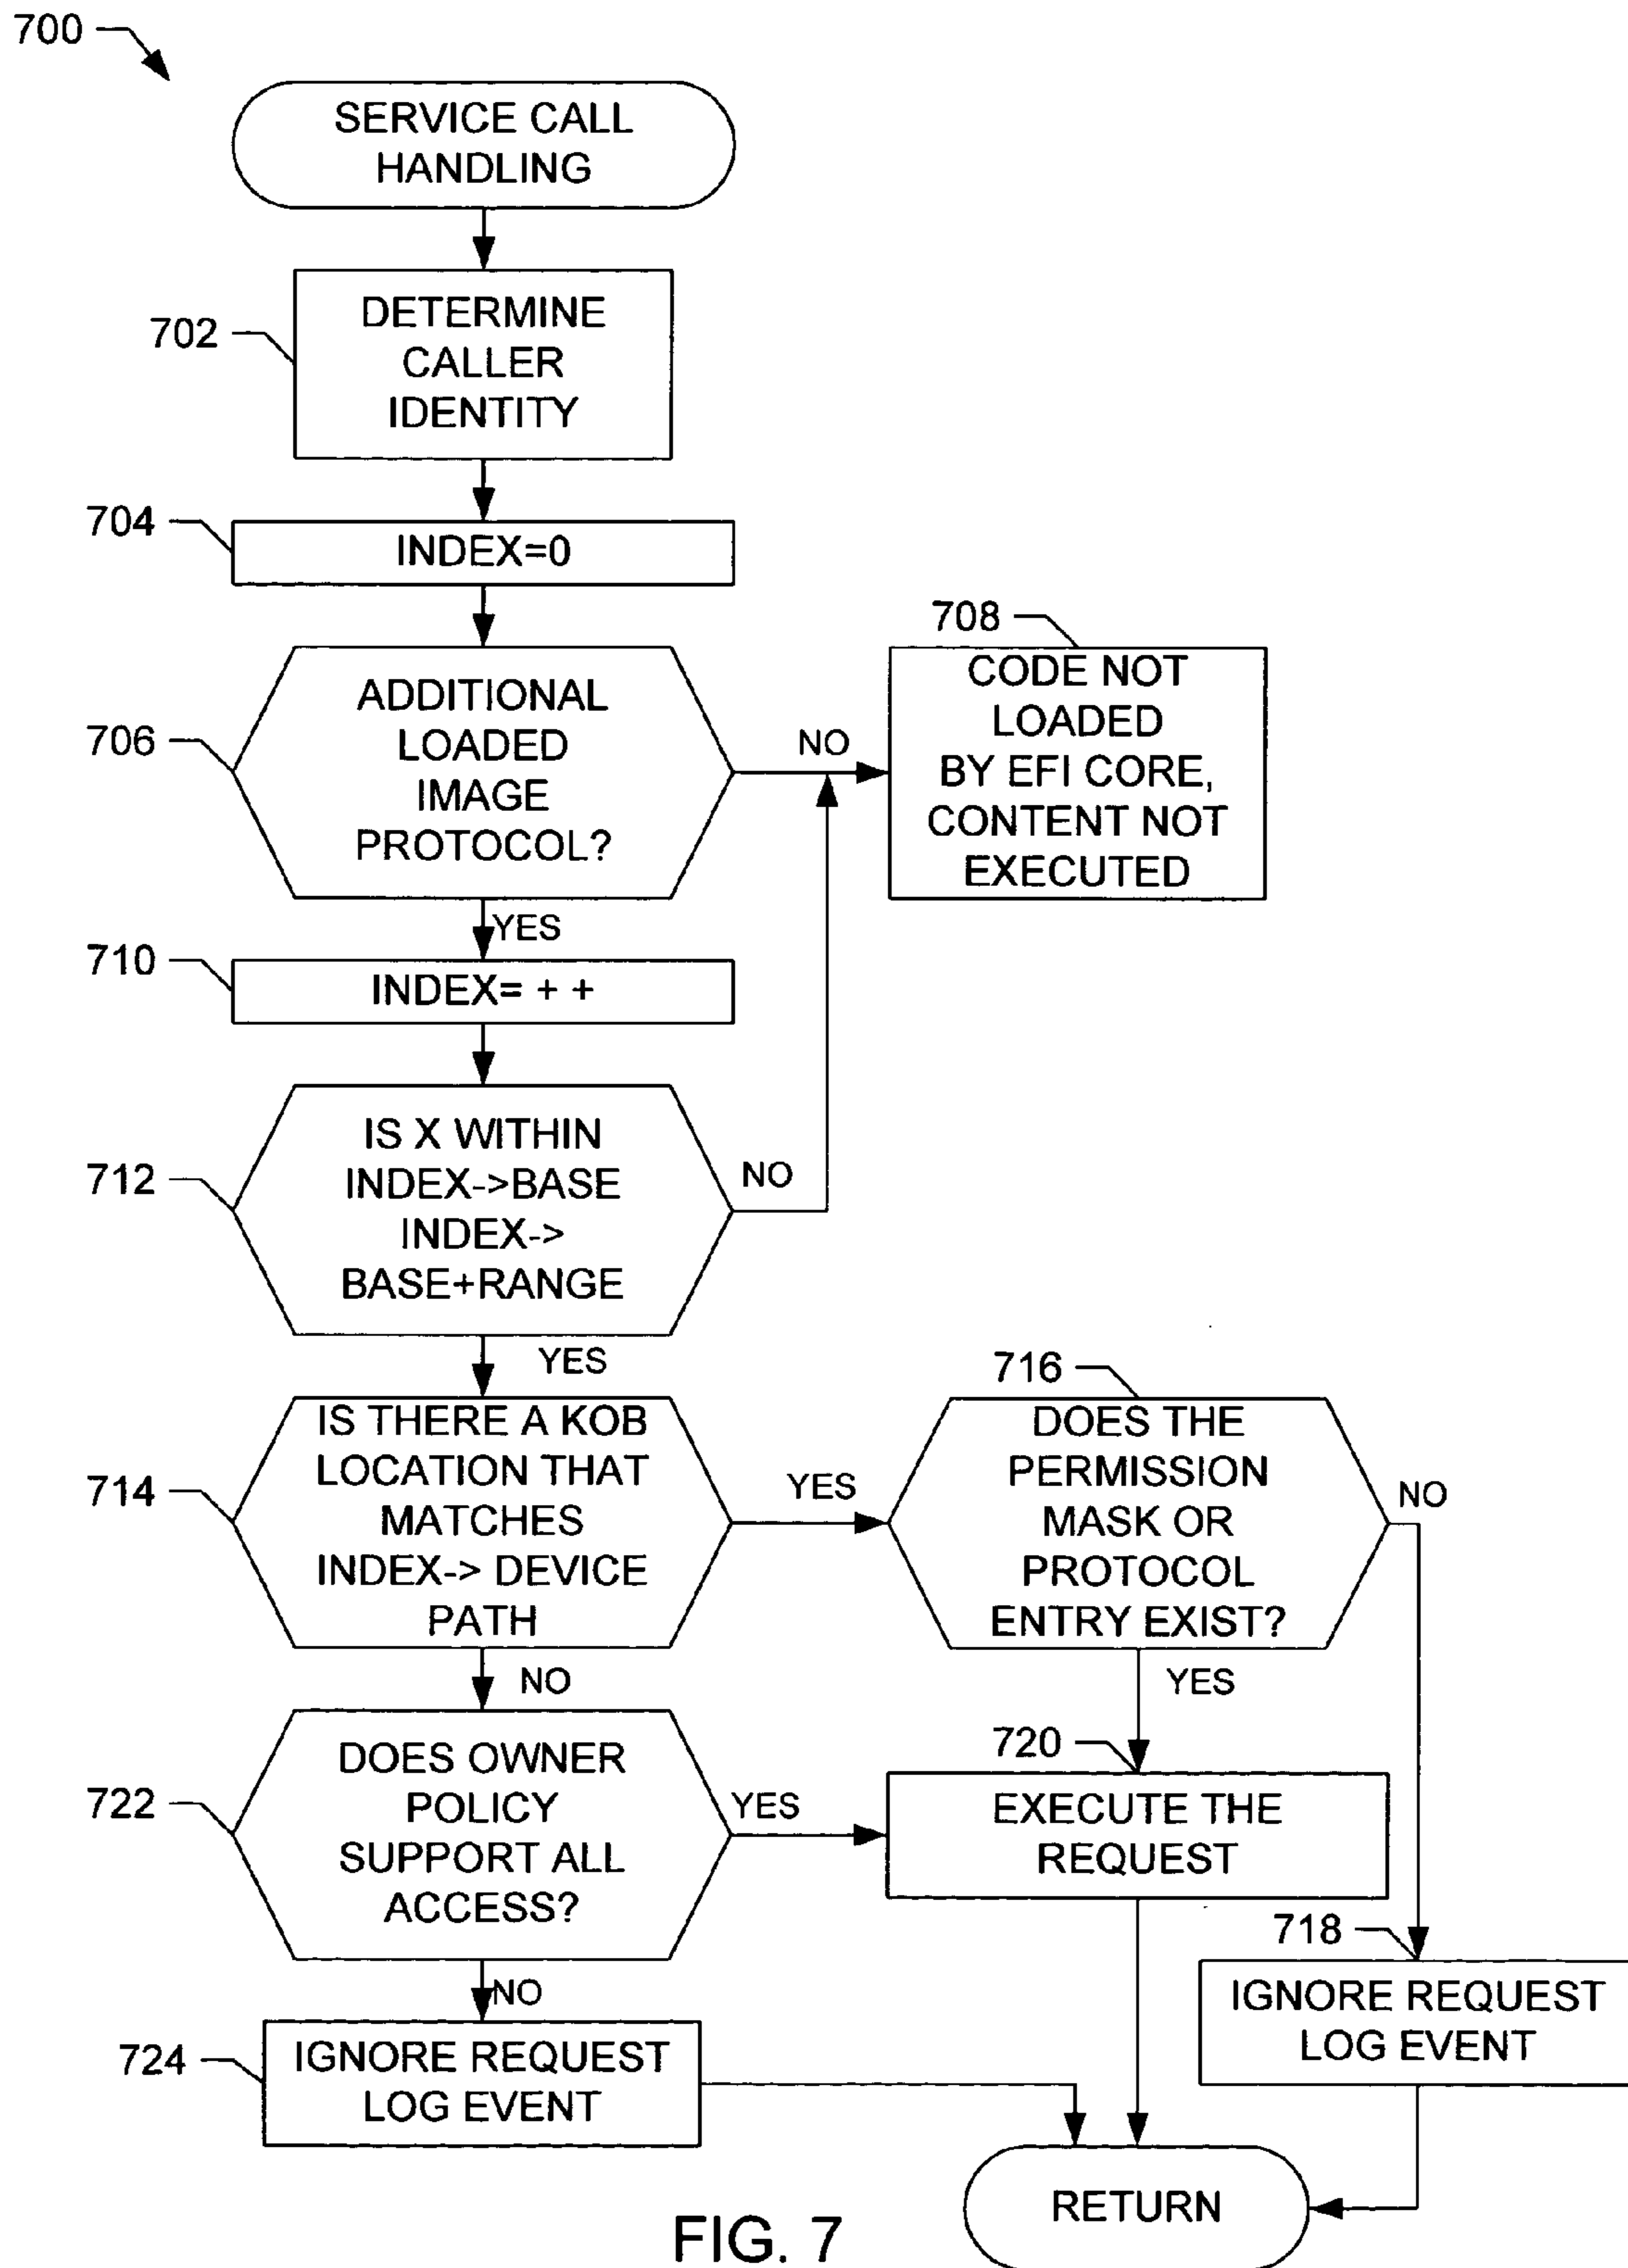 700
SERVICE CALL
HANDLING
702
DETERMINE
CALLER
IDENTITY
704
INDEX=0
706
ADDITIONAL
LOADED
IMAGE
PROTOCOL?
NO
708
CODE NOT
LOADED
BY EFI CORE,
CONTENT NOT
EXECUTED
YES
710
INDEX= + +
712
IS X WITHIN
INDEX->BASE
INDEX->
BASE+RANGE
NO
YES
714
IS THERE A KOB
LOCATION THAT
MATCHES
INDEX-> DEVICE
PATH
YES
716
DOES THE
PERMISSION
MASK OR
PROTOCOL
ENTRY EXIST?
NO
NO
YES
722
DOES OWNER
POLICY
SUPPORT ALL
ACCESS?
YES
720
EXECUTE THE
REQUEST
718
IGNORE REQUEST
LOG EVENT
NO
724
IGNORE REQUEST
LOG EVENT
RETURN
FIG. 7